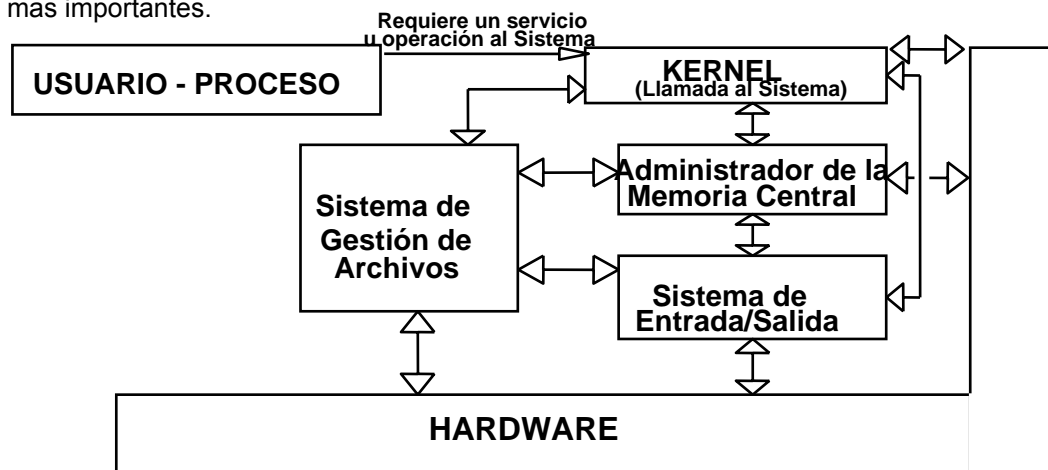 mas importantes.
Requiere un servicio
u operación al Sistema
USUARIO - PROCESO
KERNEL
(Llamada al Sistema)
Administrador de la
Memoria Central
Sistema de
Gestión de
Archivos
Sistema de
Entrada/Salida
HARDWARE